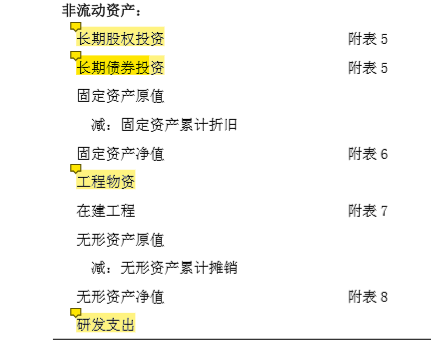 非流动资产：
长期股权投资 附表 5
长期债券投资 附表 5
固定资产原值
减：固定资产累计折旧
固定资产净值 附表 6
工程物资
在建工程 附表 7
无形资产原值
减：无形资产累计摊销
无形资产净值 附表 8
研发支出